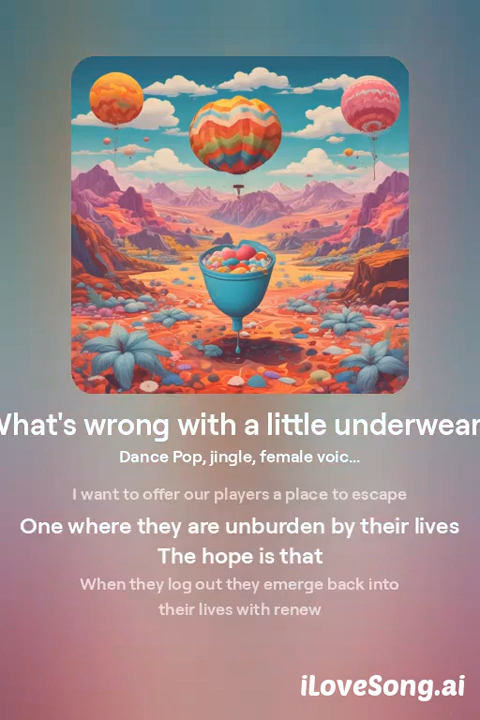 What's wrong with a little underwear
Dance Pop, jingle, female voic...
I want to offer our players a place to escape
One where they are unburden by their lives
The hope is that
When they log out they emerge back into
their lives with renew
iLoveSong.ai